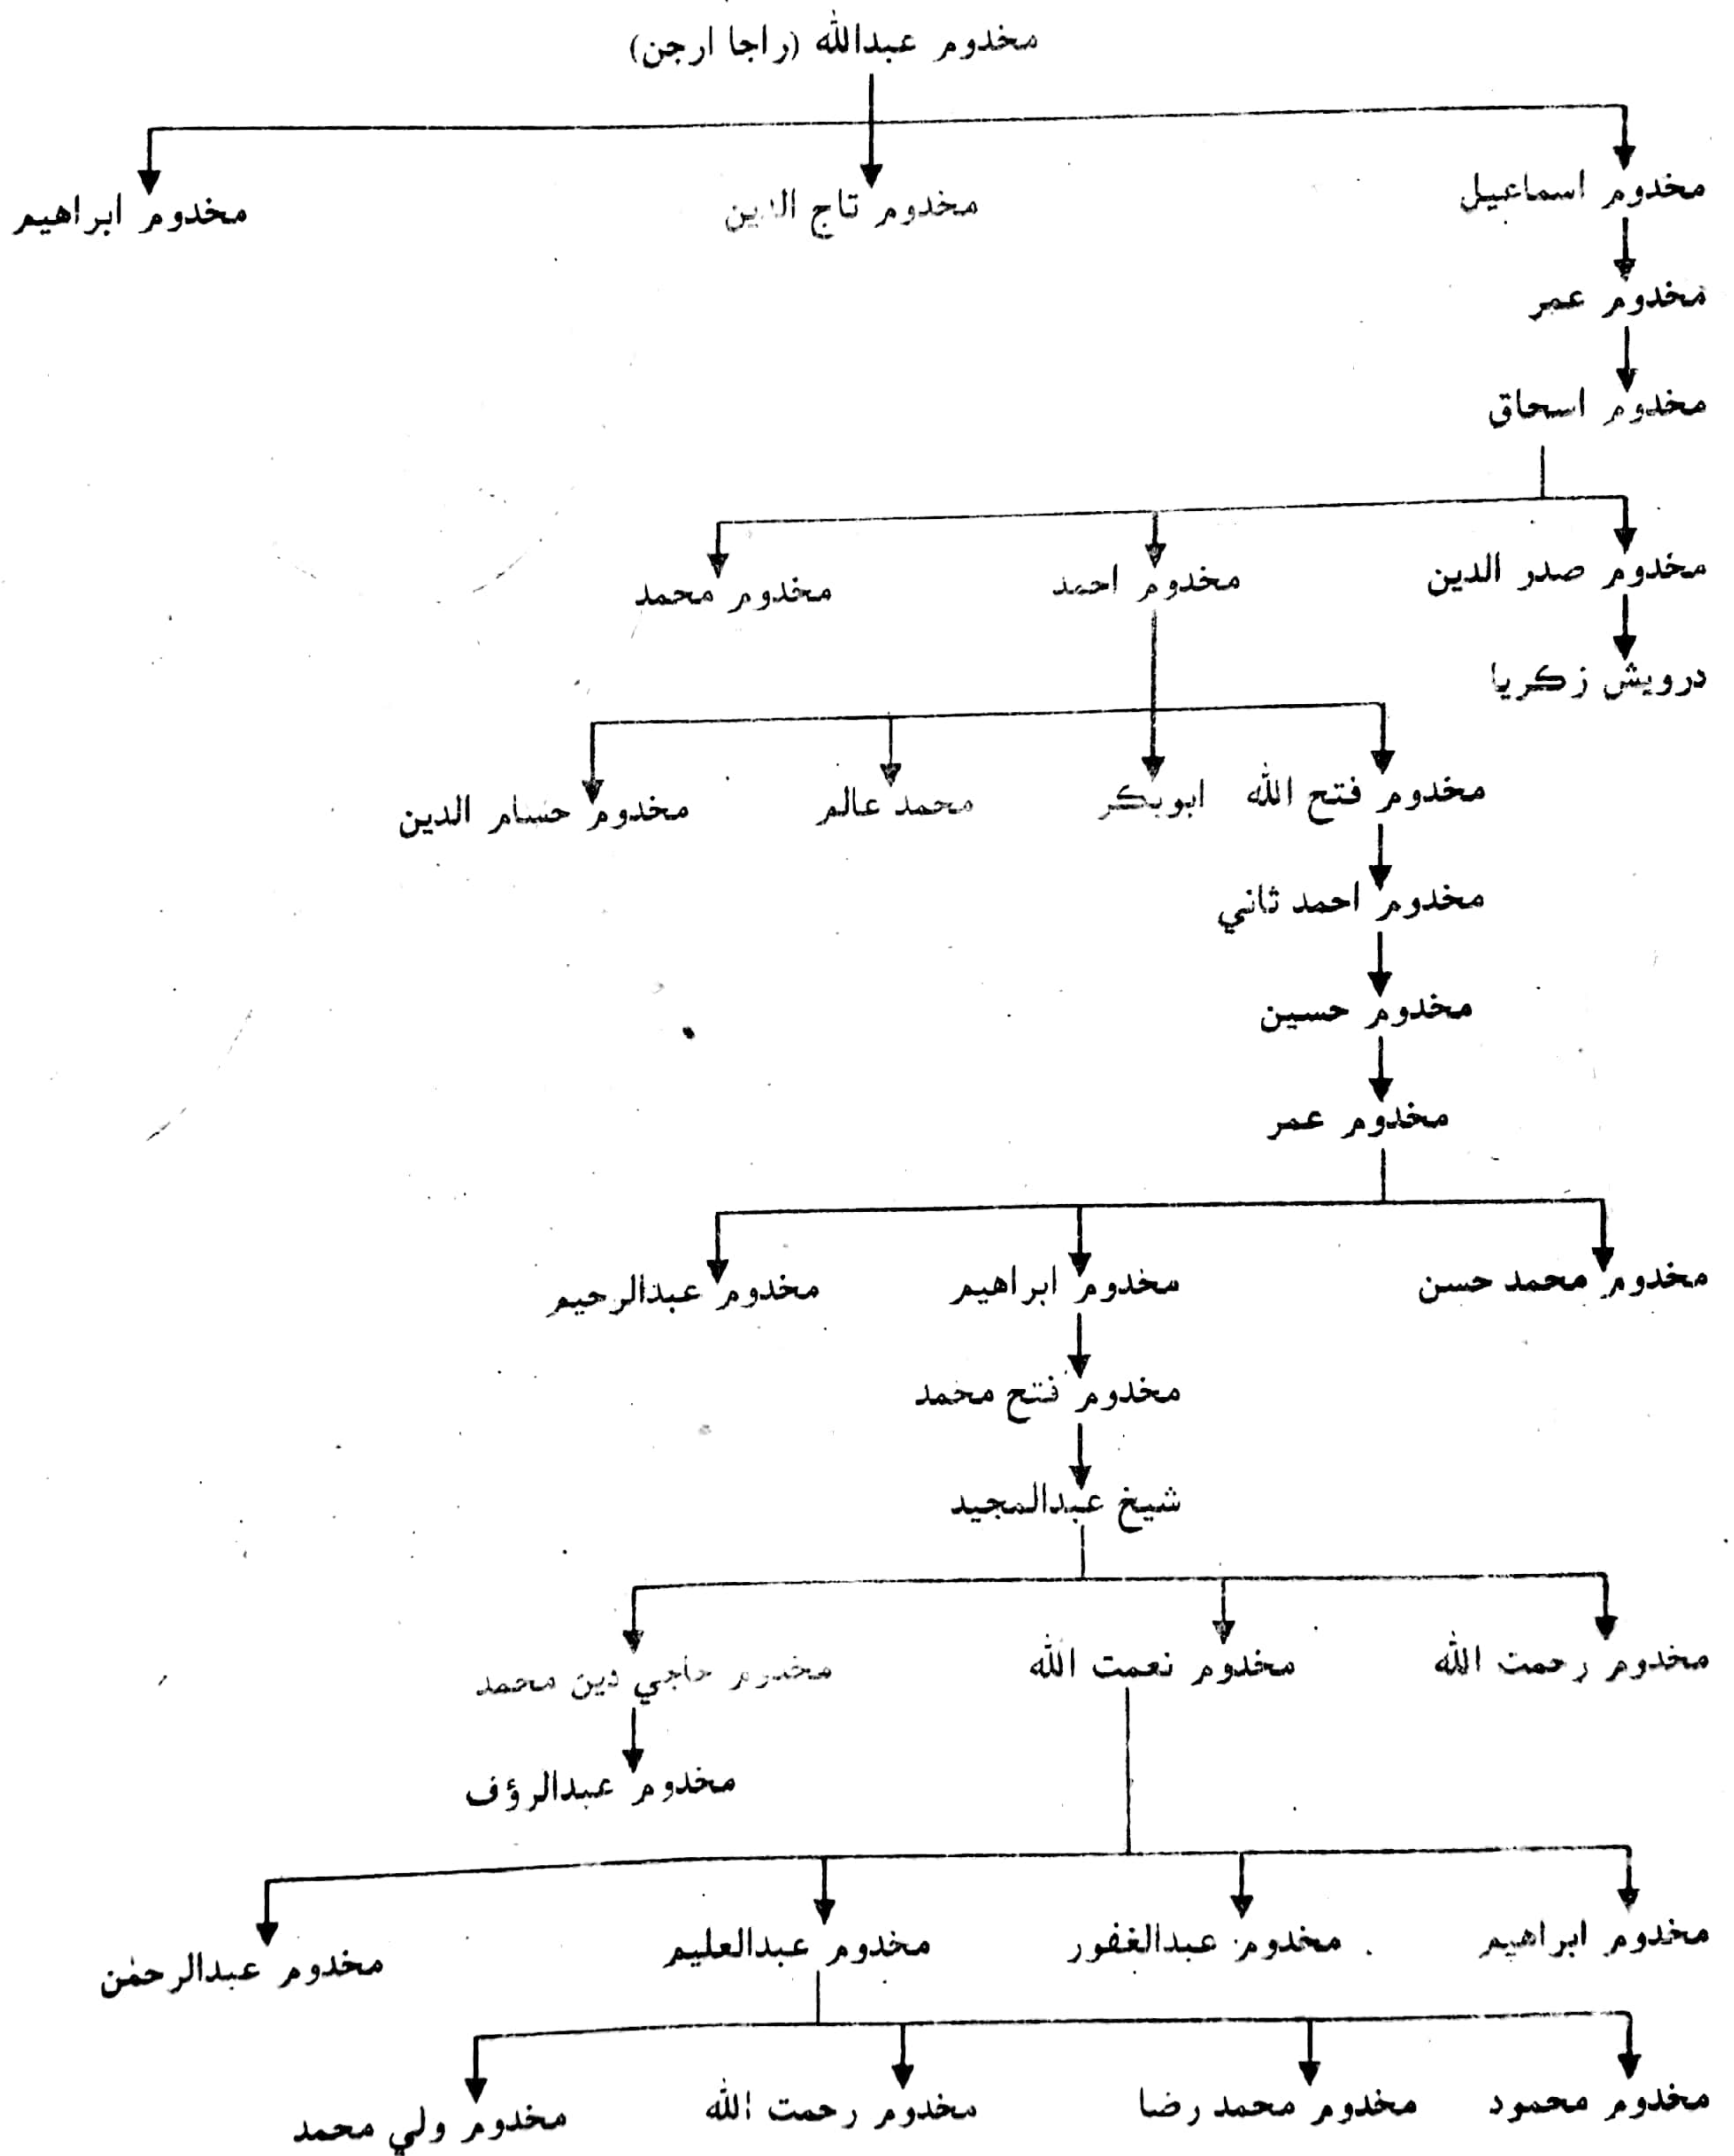 مخدوم عبدالله (راجا ارجن)
مخدوم اسماعيل
مخدوم تاج الدين
مخدوم ابراهيم
مخدوم عمر
مخدوم اسحاق
مخدوم صدر الدين
مخدوم احمد
مخدوم محمد
درويش زڪريا
مخدوم فتح الله
ابوبڪر
محمد عالم
مخدوم حسام الدين
مخدوم احمد ثاني
مخدوم حسين
مخدوم عمر
مخدوم محمد حسن
مخدوم ابراهيم
مخدوم عبدالرحيم
مخدوم فتح محمد
شيخ عبدالمجيد
مخدوم رحمت الله
مخدوم نعمت الله
مخدوم حاجي دين محمد
مخدوم عبدالرؤف
مخدوم ابراهيم
مخدوم عبدالغفور
مخدوم عبدالعليم
مخدوم عبدالرحمٰن
مخدوم محمود
مخدوم محمد رضا
مخدوم رحمت الله
مخدوم ولي محمد